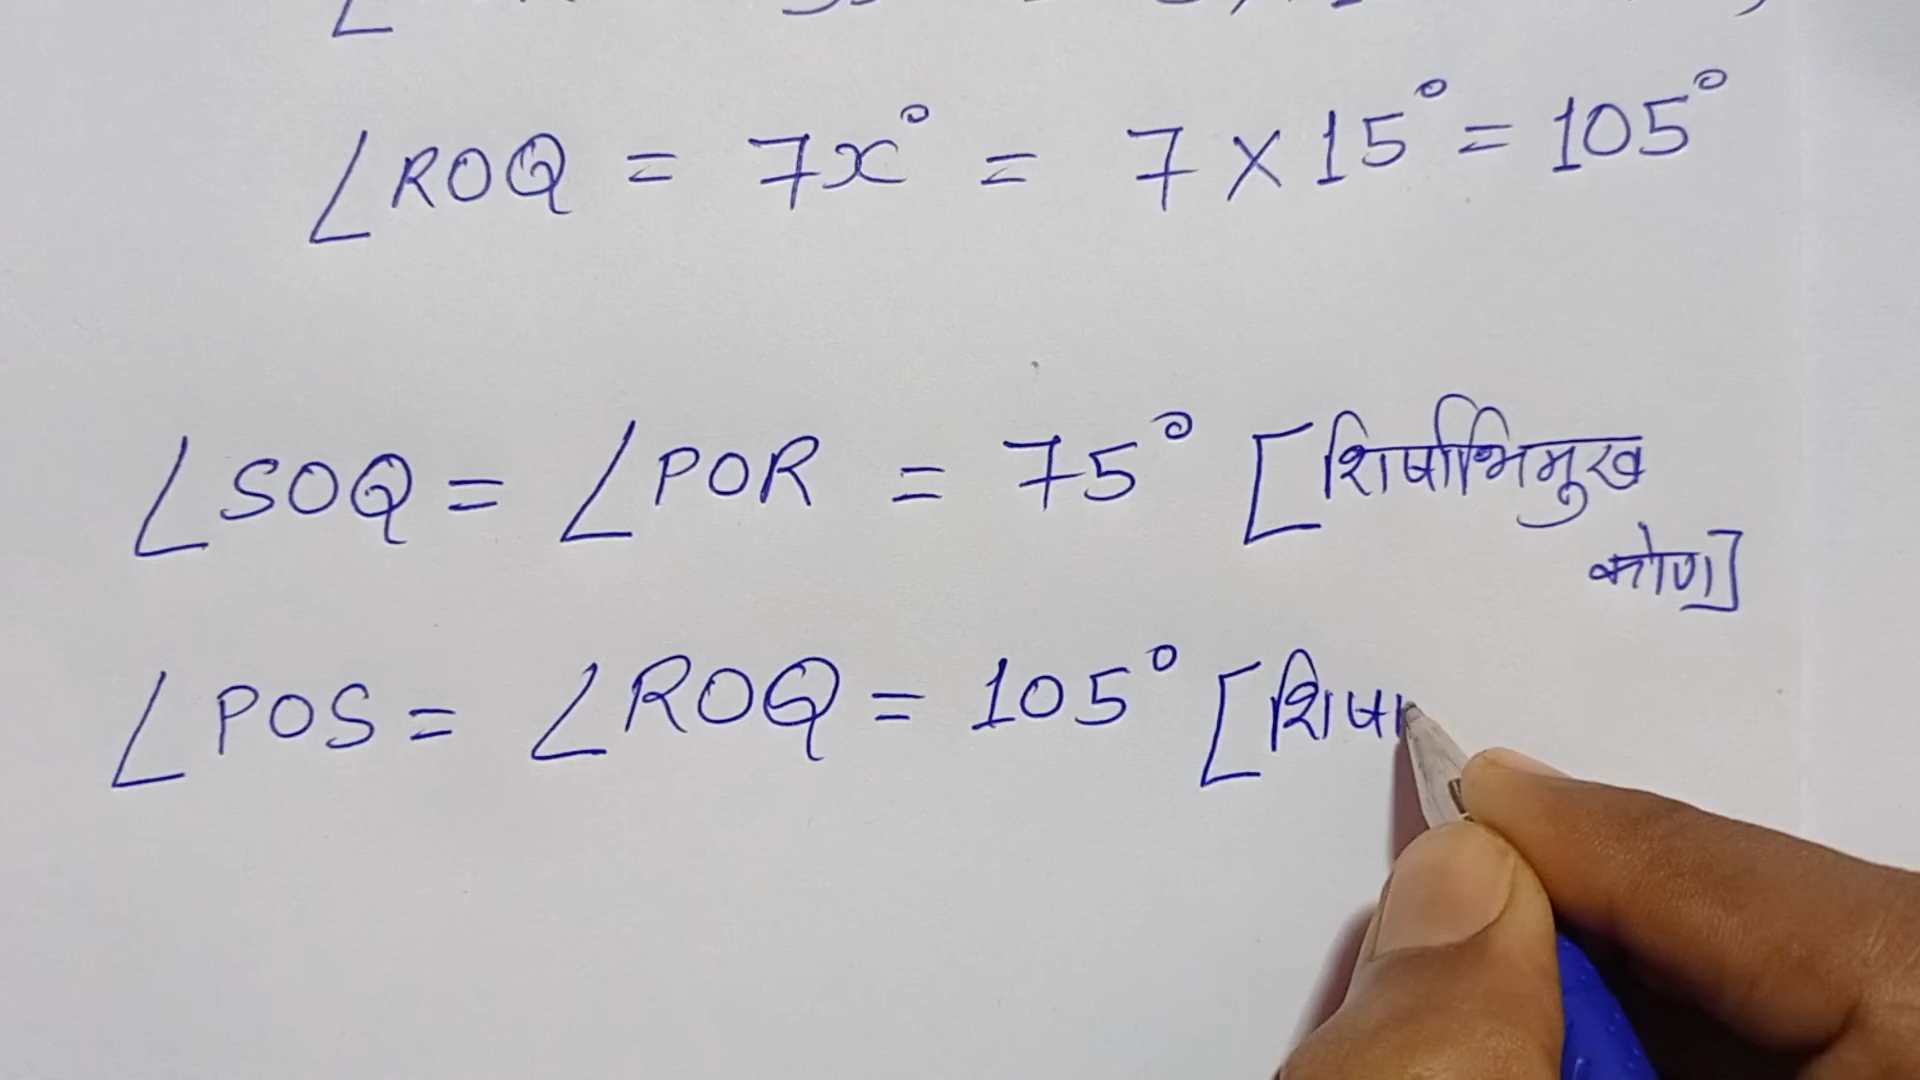 ∠ROQ = 7x° = 7 × 15° = 105°
∠SOQ = ∠POR = 75° [शिर्षाभिमुख
कोण]
∠POS = ∠ROQ = 105° [शिषा